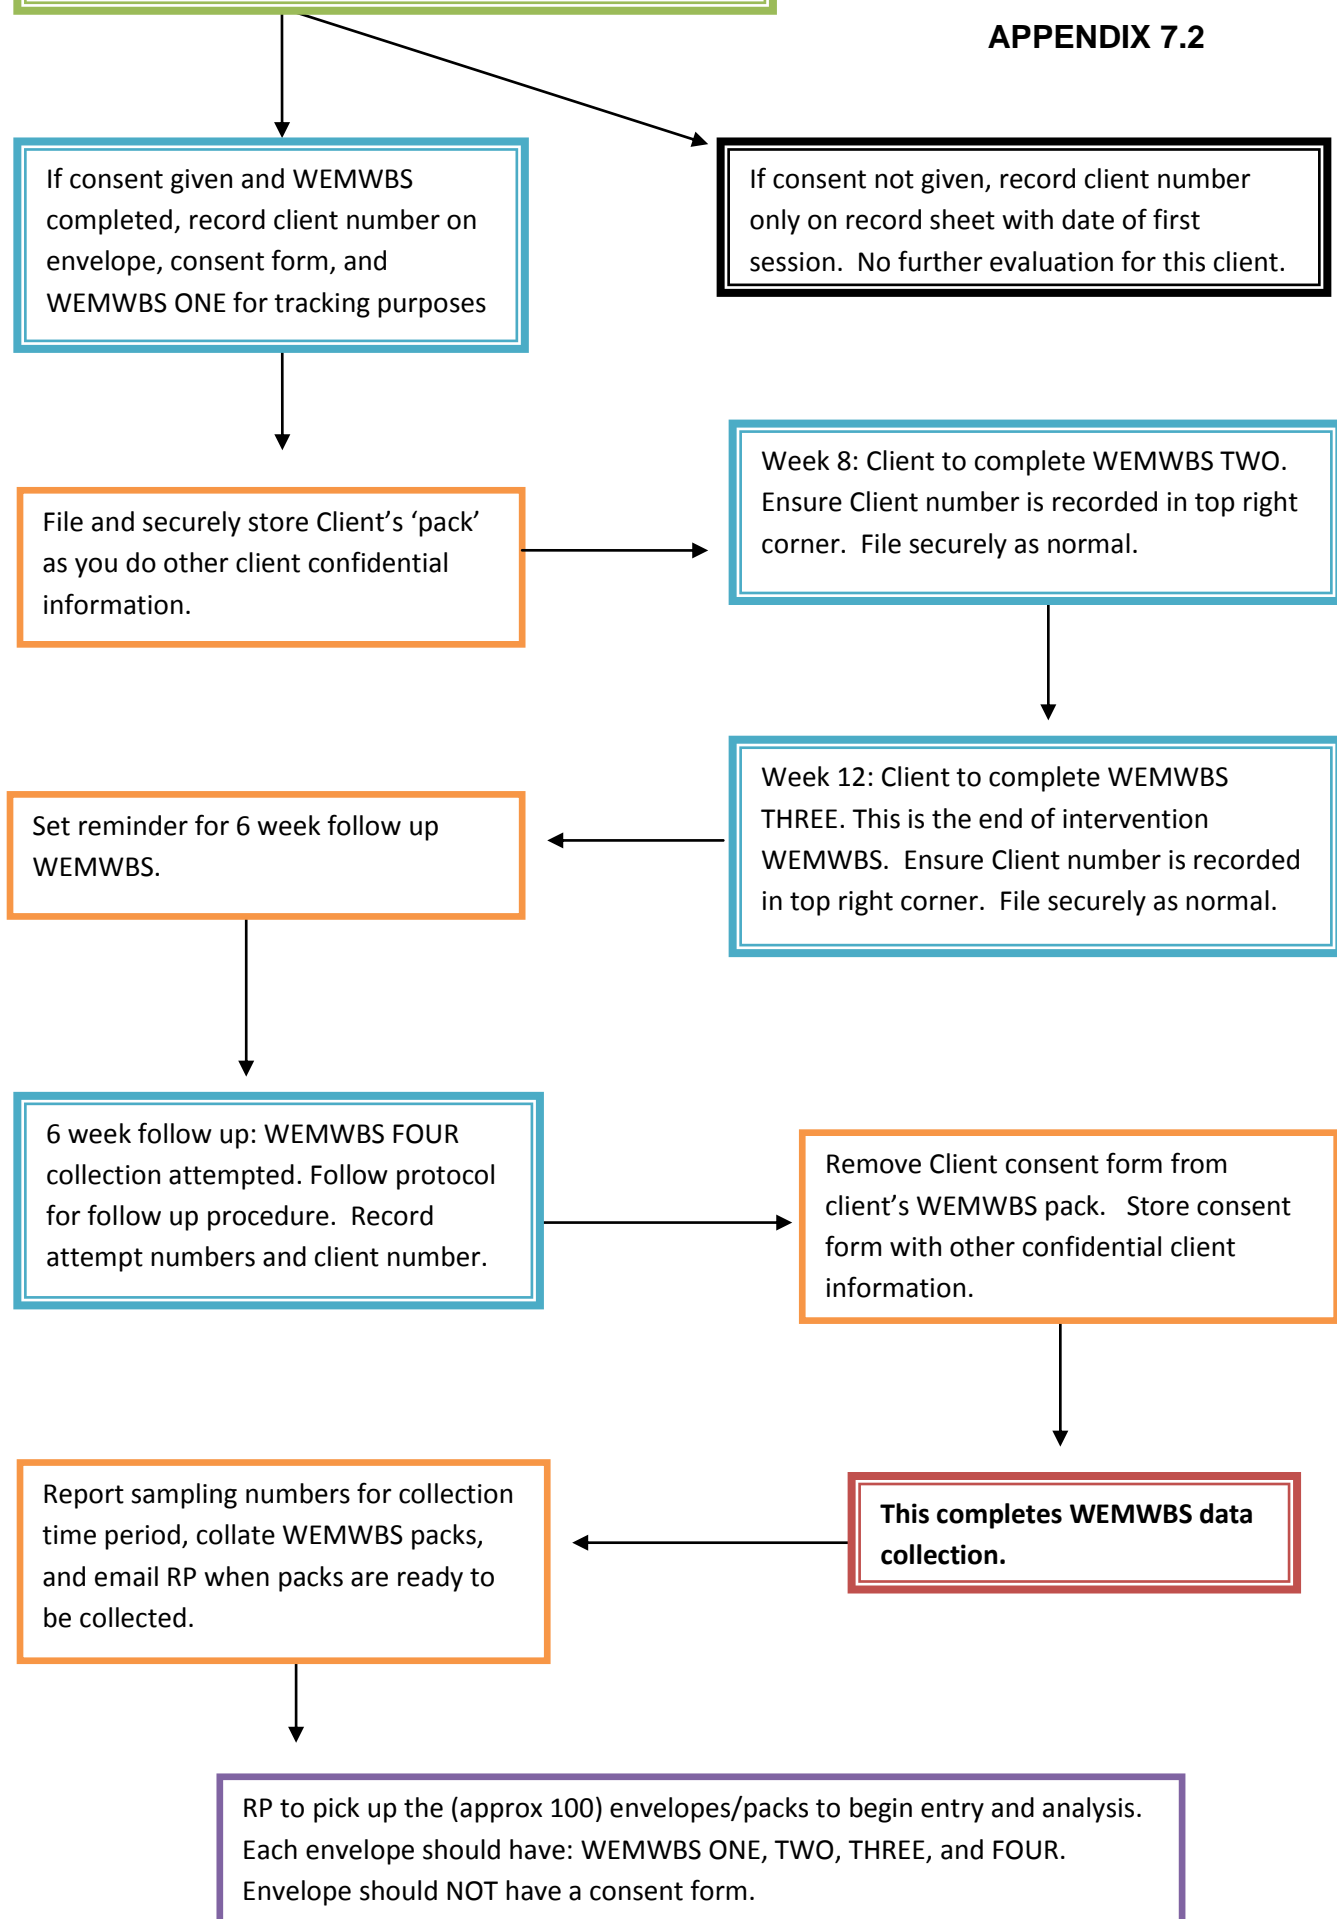 APPENDIX 7.2
If consent given and WEMWBS
completed, record client number on
envelope, consent form, and
WEMWBS ONE for tracking purposes
If consent not given, record client number
only on record sheet with date of first
session.  No further evaluation for this client.
File and securely store Client’s ‘pack’
as you do other client confidential
information.
Week 8: Client to complete WEMWBS TWO.
Ensure Client number is recorded in top right
corner.  File securely as normal.
Week 12: Client to complete WEMWBS
THREE. This is the end of intervention
WEMWBS.  Ensure Client number is recorded
in top right corner.  File securely as normal.
Set reminder for 6 week follow up
WEMWBS.
6 week follow up: WEMWBS FOUR
collection attempted. Follow protocol
for follow up procedure.  Record
attempt numbers and client number.
Remove Client consent form from
client’s WEMWBS pack.   Store consent
form with other confidential client
information.
This completes WEMWBS data
collection.
Report sampling numbers for collection
time period, collate WEMWBS packs,
and email RP when packs are ready to
be collected.
RP to pick up the (approx 100) envelopes/packs to begin entry and analysis.
Each envelope should have: WEMWBS ONE, TWO, THREE, and FOUR.
Envelope should NOT have a consent form.